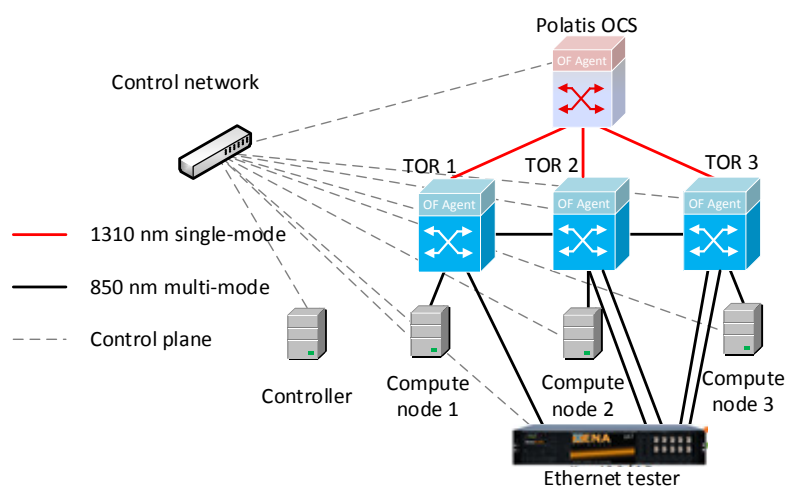 Polatis OCS
OF Agent
Control network
TOR 1
TOR 2
TOR 3
OF Agent
OF Agent
OF Agent
1310 nm single-mode
850 nm multi-mode
Control plane
Controller
Compute
node 1
Compute
node 2
Compute
node 3
Ethernet tester